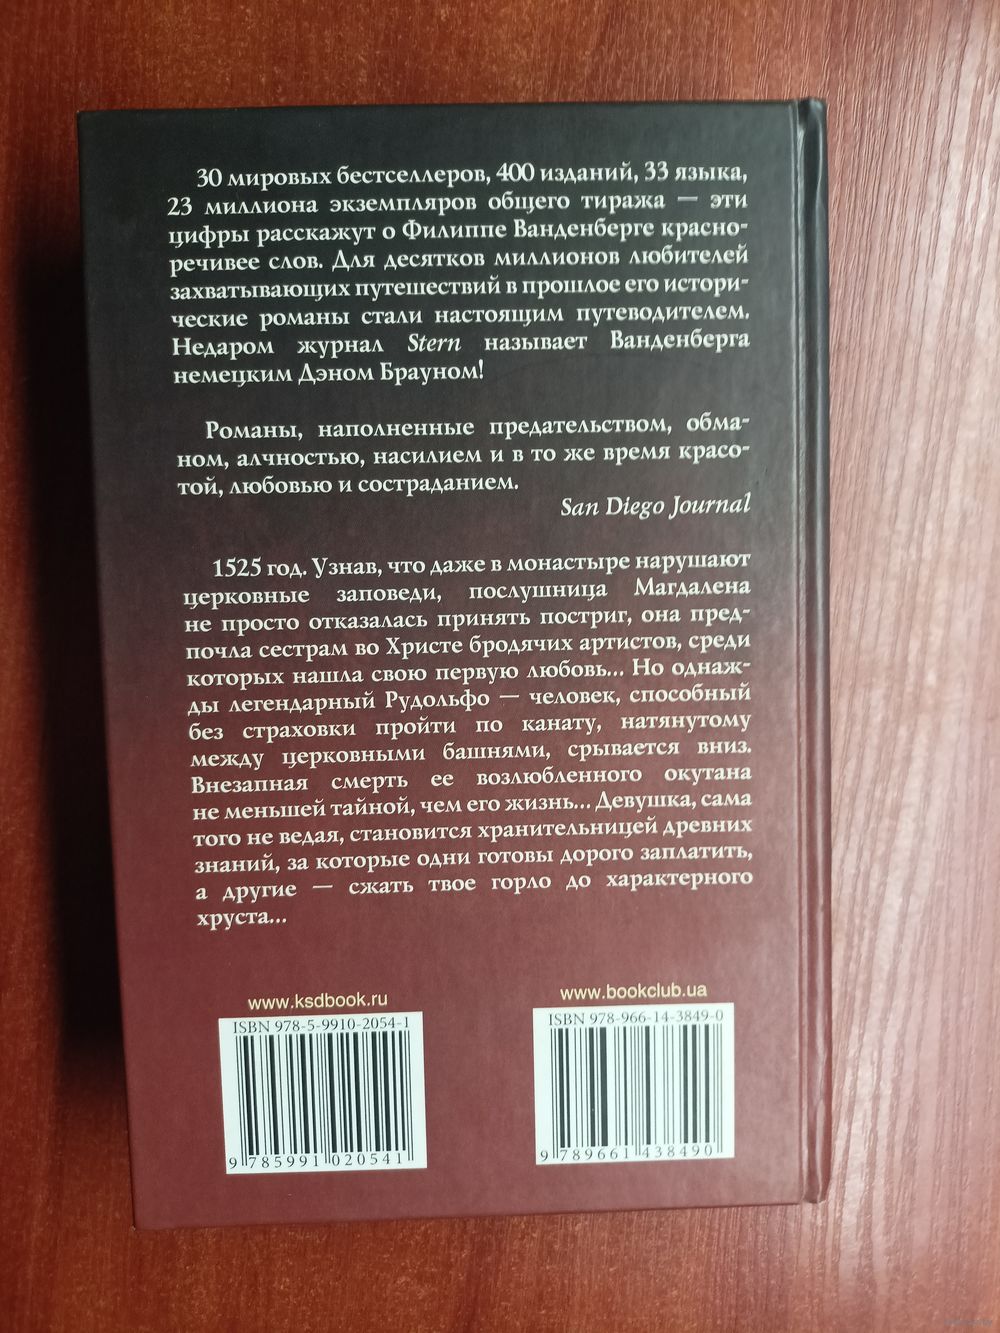 30 мировых бестселлеров, 400 изданий, 33 языка,
23 миллиона экземпляров общего тиража — эти
цифры расскажут о Филиппе Ванденберге красно-
речивее слов. Для десятков миллионов любителей
захватывающих путешествий в прошлое его истори-
ческие романы стали настоящим путеводителем.
Недаром журнал Stern называет Ванденберга
немецким Дэном Брауном!
Романы, наполненные предательством, обма-
ном, алчностью, насилием и в то же время красо-
той, любовью и состраданием.
San Diego Journal
1525 год. Узнав, что даже в монастыре нарушают
церковные заповеди, послушница Магдалена
не просто отказалась принять постриг, она пред-
почла сестрам во Христе бродячих артистов, среди
которых нашла свою первую любовь... Но однаж-
ды легендарный Рудольфо — человек, способный
без страховки пройти по канату, натянутому
между церковными башнями, срывается вниз.
Внезапная смерть ее возлюбленного окутана
не меньшей тайной, чем его жизнь... Девушка, сама
того не ведая, становится хранительницей древних
знаний, за которые одни готовы дорого заплатить,
а другие — сжать твое горло до характерного
хруста...
www.ksdbook.ru
ISBN 978-5-9910-2054-1
9 785991 020541
www.bookclub.ua
ISBN 978-966-14-3849-0
9 789661 438490